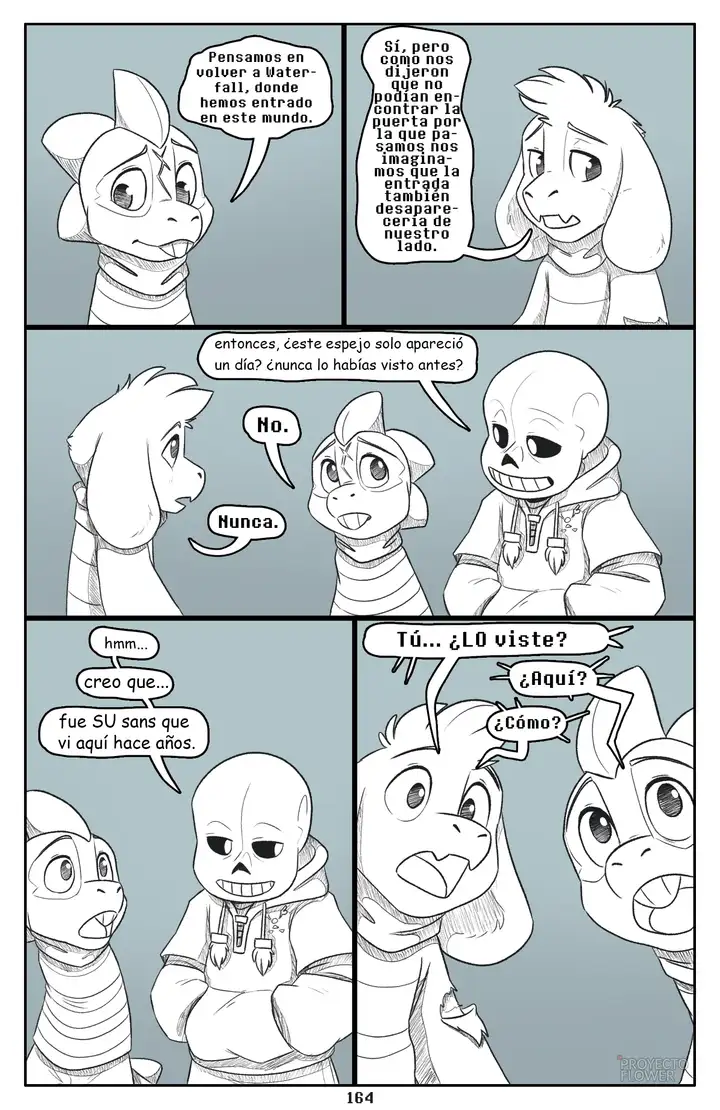 Pensamos en
volver a Water-
fall, donde
hemos entrado
en este mundo.
Sí, pero
como nos
dijeron
que no
podían en-
contrar la
puerta por
la que pa-
samos nos
imagina-
mos que la
entrada
también
desapare-
cería de
nuestro
lado.
entonces, ¿este espejo solo apareció
un día? ¿nunca lo habías visto antes?
No.
Nunca.
hmm...
creo que...
fue SU sans que
vi aquí hace años.
Tú... ¿LO viste?
¿Aquí?
¿Cómo?
PROYECTO
FLOWER
164